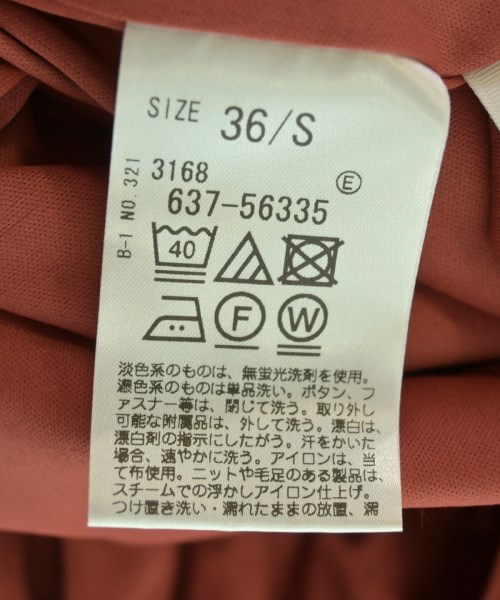 SIZE 36/S
B-1 NO. 321
3168
Ⓔ
637-56335
40
F W
淡色系のものは、無蛍光洗剤を使用。
濃色系のものは単品洗い。ボタン、フ
ァスナー等は、閉じて洗う。取り外し
可能な附属品は、外して洗う。漂白は、
漂白剤の指示にしたがう。汗をかいた
場合、速やかに洗う。アイロンは、当
て布使用。ニットや毛足のある製品は、
スチームでの浮かしアイロン仕上げ。
つけ置き洗い・濡れたままの放置、濡